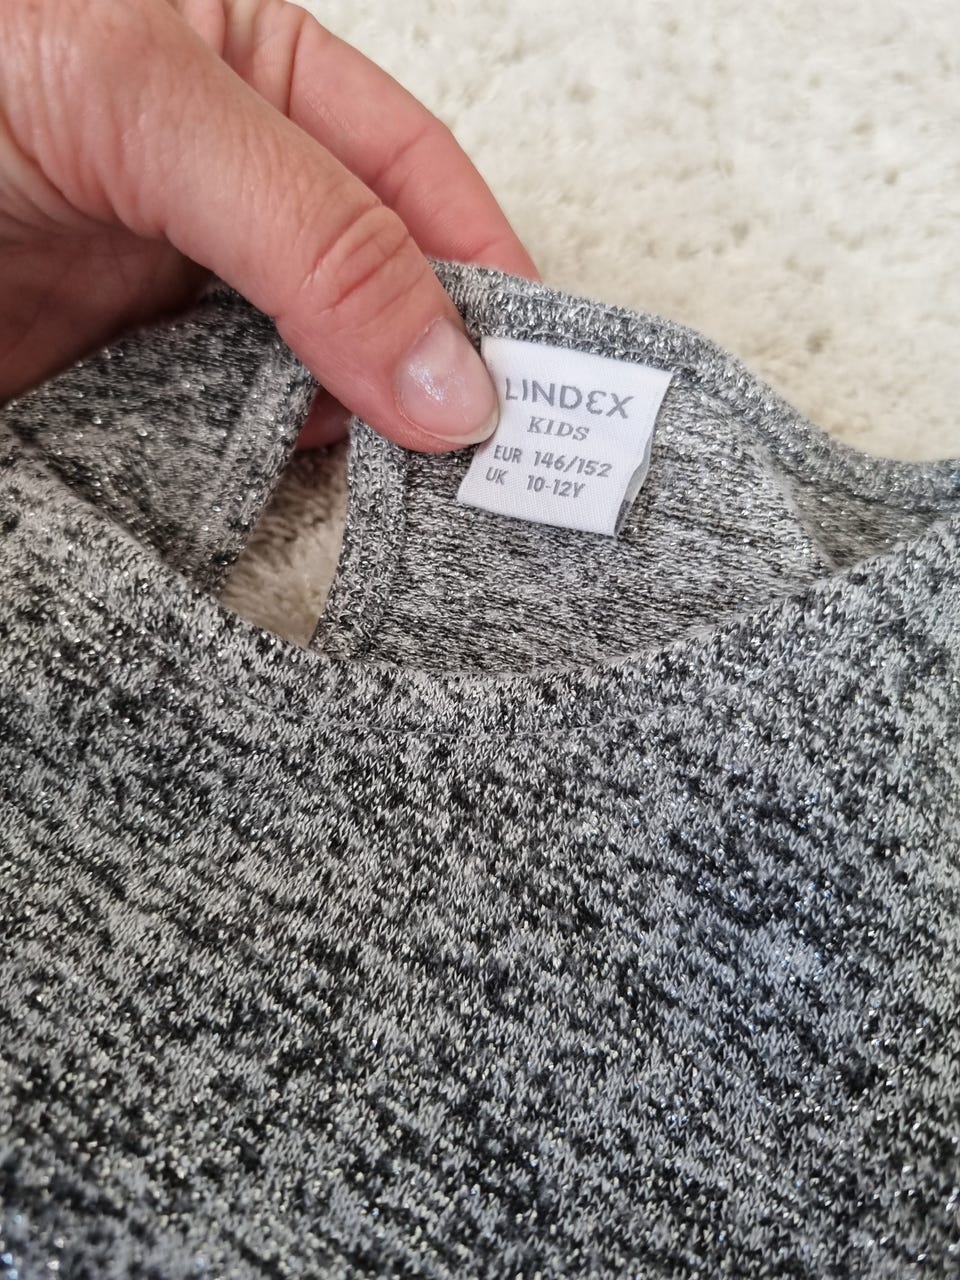 LINDEX
KIDS
EUR 146/152
UK 10-12Y